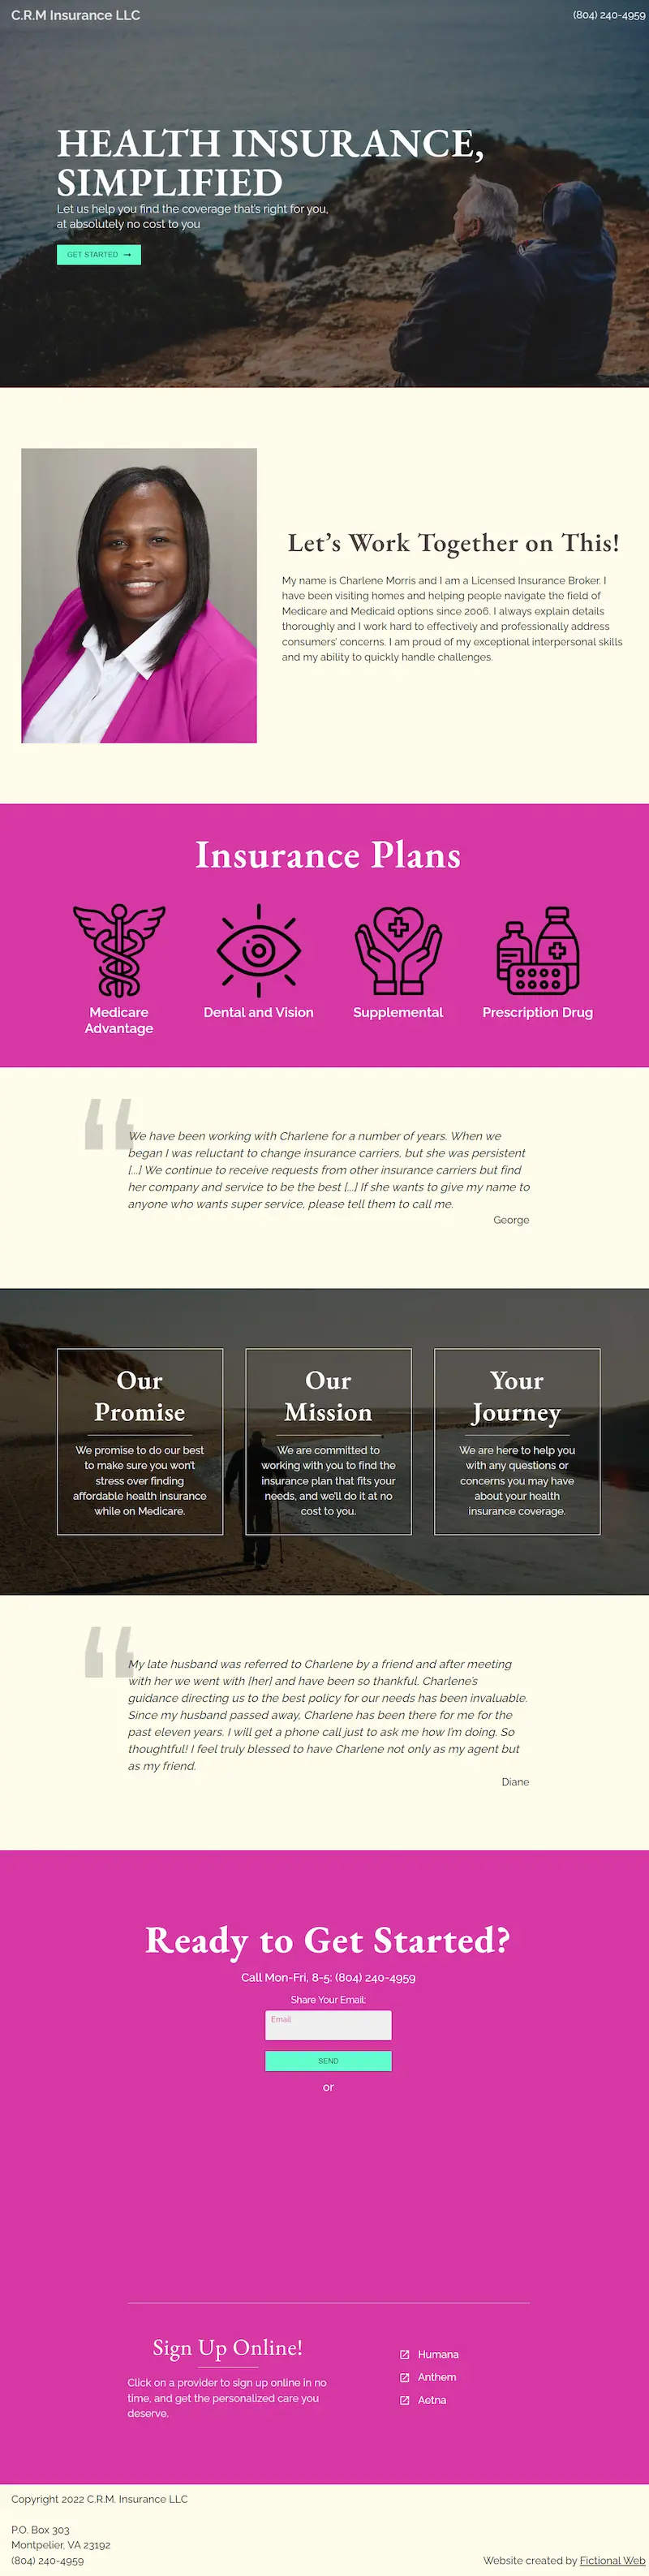 C.R.M Insurance LLC
(804) 240-4959
HEALTH INSURANCE,
SIMPLIFIED
Let us help you find the coverage that's right for you,
at absolutely no cost to you
GET STARTED →
Let's Work Together on This!
My name is Charlene Morris and I am a Licensed Insurance Broker. I
have been visiting homes and helping people navigate the field of
Medicare and Medicaid options since 2006. I always explain details
thoroughly and I work hard to effectively and professionally address
consumers' concerns. I am proud of my exceptional interpersonal skills
and my ability to quickly handle challenges.
Insurance Plans
Medicare
Advantage
Dental and Vision
Supplemental
Prescription Drug
“
We have been working with Charlene for a number of years. When we
began I was reluctant to change insurance carriers, but she was persistent
[...] We continue to receive requests from other insurance carriers but find
her company and service to be the best [...] If she wants to give my name to
anyone who wants super service, please tell them to call me.
George
Our
Promise
We promise to do our best
to make sure you won't
stress over finding
affordable health insurance
while on Medicare.
Our
Mission
We are committed to
working with you to find the
insurance plan that fits your
needs, and we'll do it at no
cost to you.
Your
Journey
We are here to help you
with any questions or
concerns you may have
about your health
insurance coverage.
“
My late husband was referred to Charlene by a friend and after meeting
with her we went with [her] and have been so thankful. Charlene's
guidance directing us to the best policy for our needs has been invaluable.
Since my husband passed away, Charlene has been there for me for the
past eleven years. I will get a phone call just to ask me how I'm doing. So
thoughtful! I feel truly blessed to have Charlene not only as my agent but
as my friend.
Diane
Ready to Get Started?
Call Mon-Fri, 8-5: (804) 240-4959
Share Your Email:
Email
SEND
or
Sign Up Online!
Click on a provider to sign up online in no
time, and get the personalized care you
deserve.
Humana
Anthem
Aetna
Copyright 2022 C.R.M. Insurance LLC
P.O. Box 303
Montpelier, VA 23192
(804) 240-4959
Website created by Fictional Web